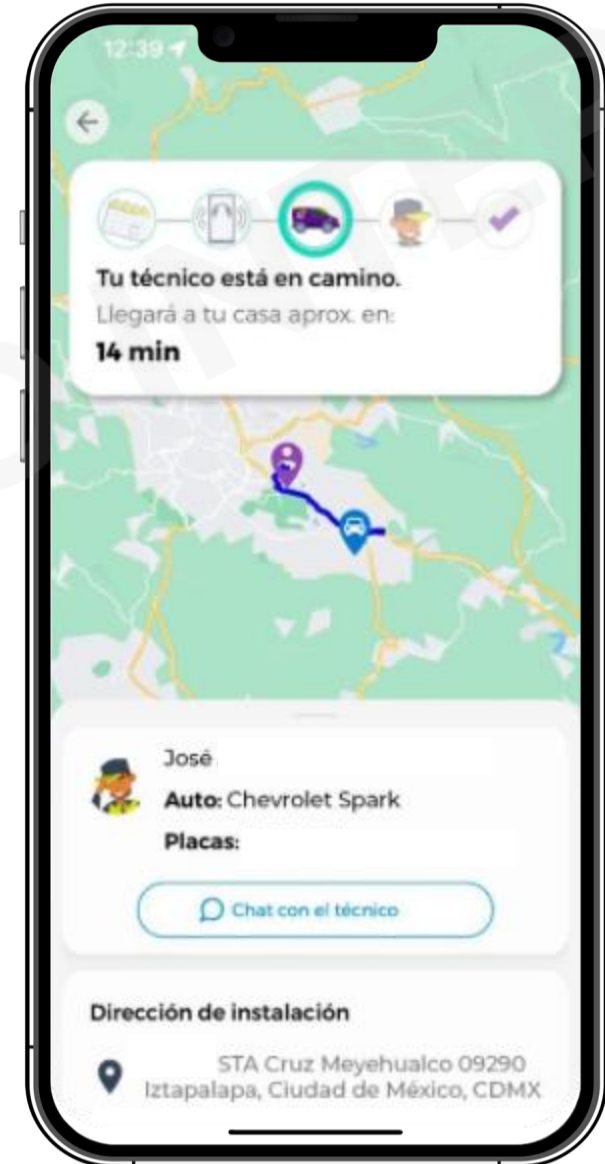 12:39
Tu técnico está en camino.
Llegará a tu casa aprox. en:
14 min
José
Auto: Chevrolet Spark
Placas:
Chat con el técnico
Dirección de instalación
STA Cruz Meyehualco 09290
Iztapalapa, Ciudad de México, CDMX